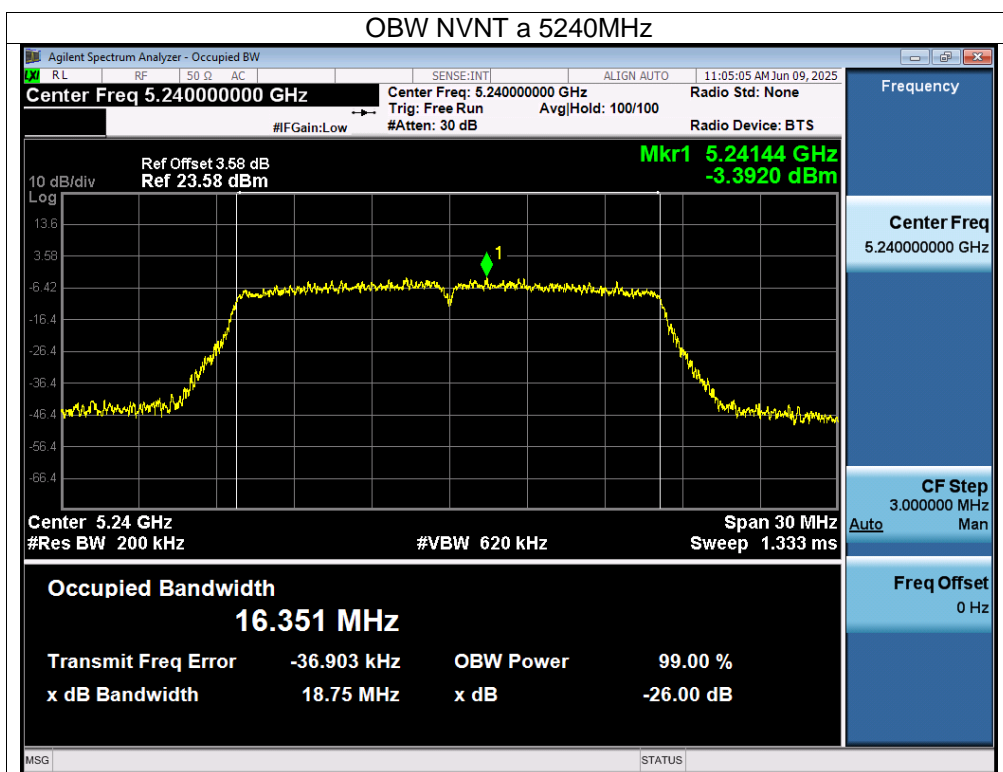 OBW NVNT a 5240MHz
Agilent Spectrum Analyzer - Occupied BW
LXI RL RF 50 Ω AC SENSE:INT ALIGN AUTO 11:05:05 AM Jun 09, 2025
Center Freq 5.240000000 GHz
Center Freq: 5.240000000 GHz Radio Std: None
Trig: Free Run Avg|Hold: 100/100
#IFGain:Low #Atten: 30 dB Radio Device: BTS
Mkr1 5.24144 GHz
-3.3920 dBm
Ref Offset 3.58 dB
10 dB/div Ref 23.58 dBm
Log
13.6
3.58
-6.42
-16.4
-26.4
-36.4
-46.4
-56.4
-66.4
1
Center 5.24 GHz Span 30 MHz
#Res BW 200 kHz #VBW 620 kHz Sweep 1.333 ms
Occupied Bandwidth
16.351 MHz
Transmit Freq Error -36.903 kHz OBW Power 99.00 %
x dB Bandwidth 18.75 MHz x dB -26.00 dB
MSG STATUS
Frequency
Center Freq
5.240000000 GHz
CF Step
3.000000 MHz
Auto Man
Freq Offset
0 Hz